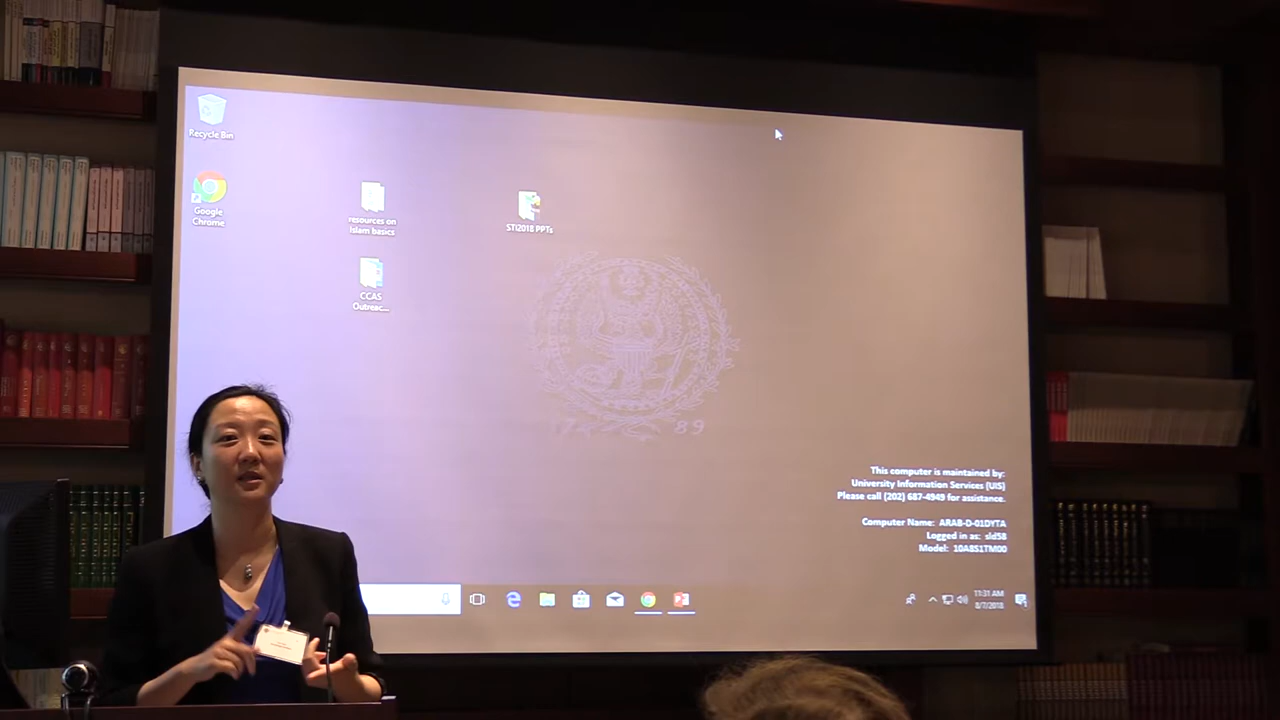 Recycle Bin
Google
Chrome
resources on
Islam basics
CCAS
Outreac...
STI2018 PPTs
89
This computer is maintained by:
University Information Services (UIS)
Please call (202) 687-4949 for assistance.
Computer Name: ARAB-D-01DYTA
Logged in as: sld58
Model: 10A8S1TM00
11:31 AM
8/7/2018